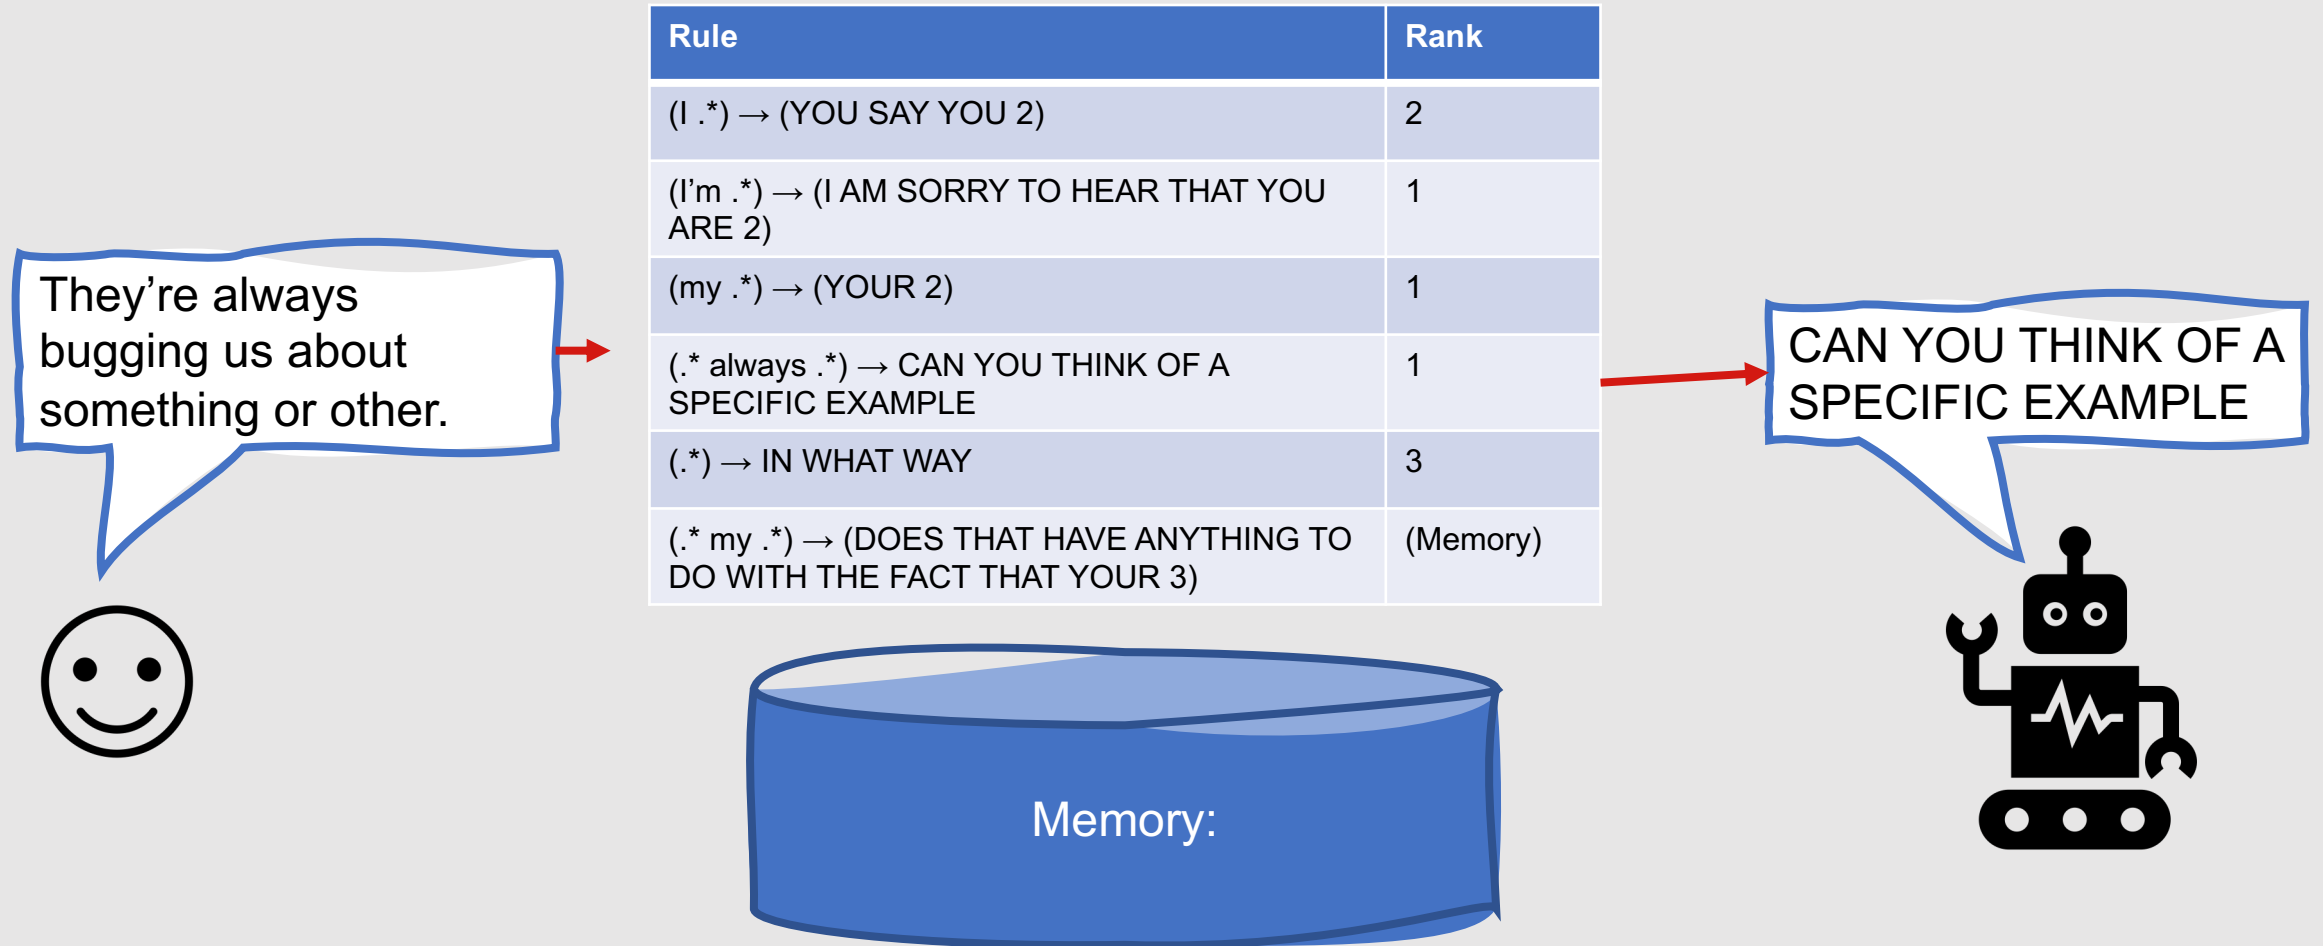 They’re always
bugging us about
something or other.
Rule
Rank
(I .*) → (YOU SAY YOU 2)
2
(I’m .*) → (I AM SORRY TO HEAR THAT YOU
ARE 2)
1
(my .*) → (YOUR 2)
1
(.* always .*) → CAN YOU THINK OF A
SPECIFIC EXAMPLE
1
(.*) → IN WHAT WAY
3
(.* my .*) → (DOES THAT HAVE ANYTHING TO
DO WITH THE FACT THAT YOUR 3)
(Memory)
CAN YOU THINK OF A
SPECIFIC EXAMPLE
Memory: